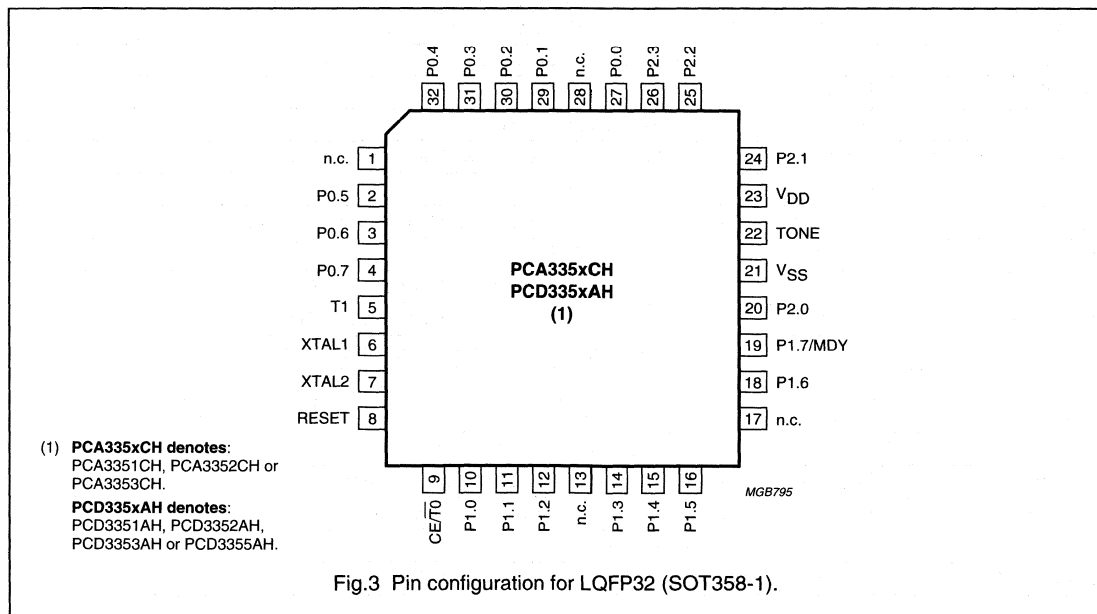 P0.4 P0.3 P0.2 P0.1 n.c. P0.0 P2.3 P2.2
32 31 30 29 28 27 26 25
n.c. 1
P0.5 2
P0.6 3
P0.7 4
T1 5
XTAL1 6
XTAL2 7
RESET 8
PCA335xCH
PCD335xAH
(1)
24 P2.1
23 VDD
22 TONE
21 VSS
20 P2.0
19 P1.7/MDY
18 P1.6
17 n.c.
9 10 11 12 13 14 15 16
CE/T0 P1.0 P1.1 P1.2 n.c. P1.3 P1.4 P1.5
MGB795
(1) PCA335xCH denotes:
PCA3351CH, PCA3352CH or
PCA3353CH.
PCD335xAH denotes:
PCD3351AH, PCD3352AH,
PCD3353AH or PCD3355AH.
Fig.3 Pin configuration for LQFP32 (SOT358-1).